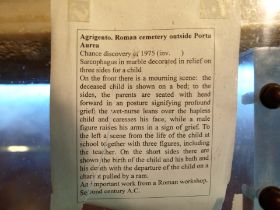 Agrigento. Roman cemetery outside Porta
Aurea
Chance discovery of 1975 (inv. )
Sarcophagus in marble decorated in relief on
three sides for a child
On the front there is a mourning scene: the
deceased child is shown on a bed; to the
sides, the parents are seated with head
forward in an posture signifying profound
grief; the wet-nurse leans over the hapless
child and caresses his face, while a male
figure raises his arms in a sign of grief. To
the left a scene from the life of the child at
school together with three figures, including
the teacher. On the short sides there are
shown the birth of the child and his bath and
his death with the departure of the child on a
chariot pulled by a ram.
An important work from a Roman workshop.
Second century A.C.